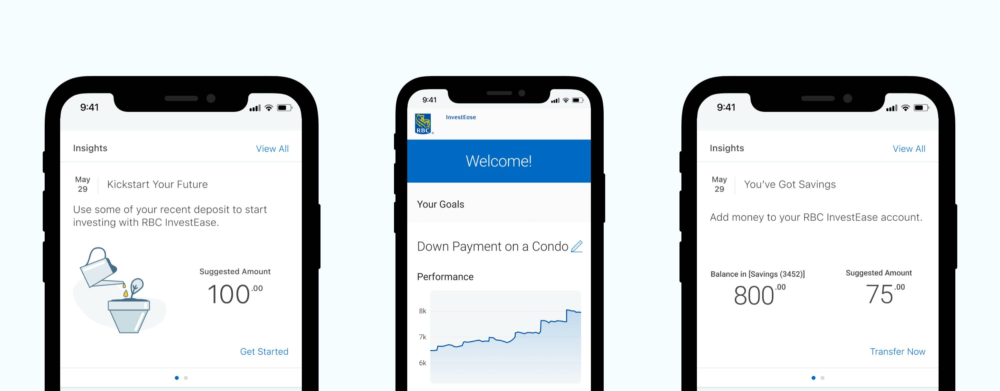 9:41
Insights
View All
May
29
Kickstart Your Future
Use some of your recent deposit to start
investing with RBC InvestEase.
Suggested Amount
100.00
Get Started
9:41
RBC
®
InvestEase
Welcome!
Your Goals
Down Payment on a Condo
Performance
8k
7k
6k
9:41
Insights
View All
May
29
You’ve Got Savings
Add money to your RBC InvestEase account.
Balance in [Savings (3452)]
800.00
Suggested Amount
75.00
Transfer Now